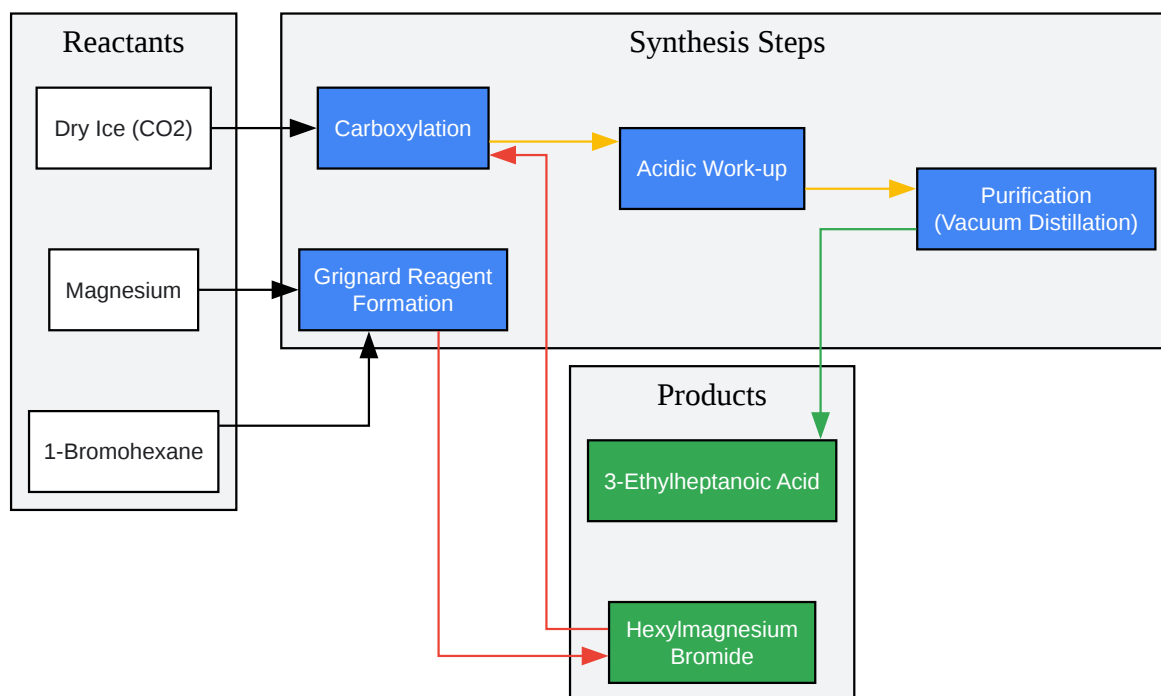 Reactants
Dry Ice (CO2)
Magnesium
1-Bromohexane
Synthesis Steps
Carboxylation
Acidic Work-up
Purification
(Vacuum Distillation)
Grignard Reagent
Formation
Products
3-Ethylheptanoic Acid
Hexylmagnesium
Bromide